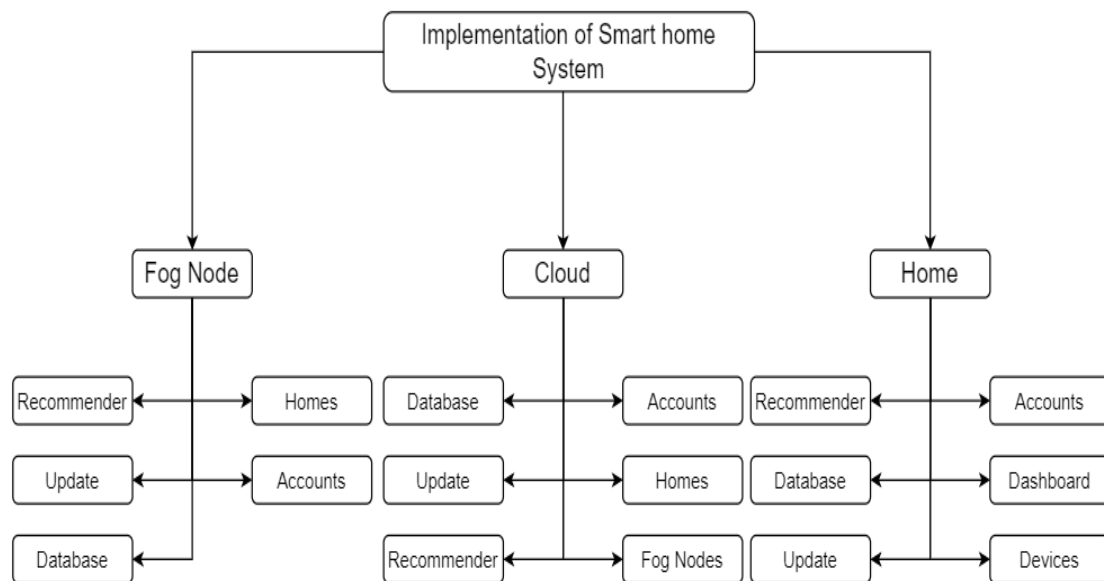 Implementation of Smart home
System
Fog Node
Cloud
Home
Recommender
Homes
Update
Accounts
Database
Database
Accounts
Update
Homes
Recommender
Fog Nodes
Recommender
Accounts
Database
Dashboard
Update
Devices